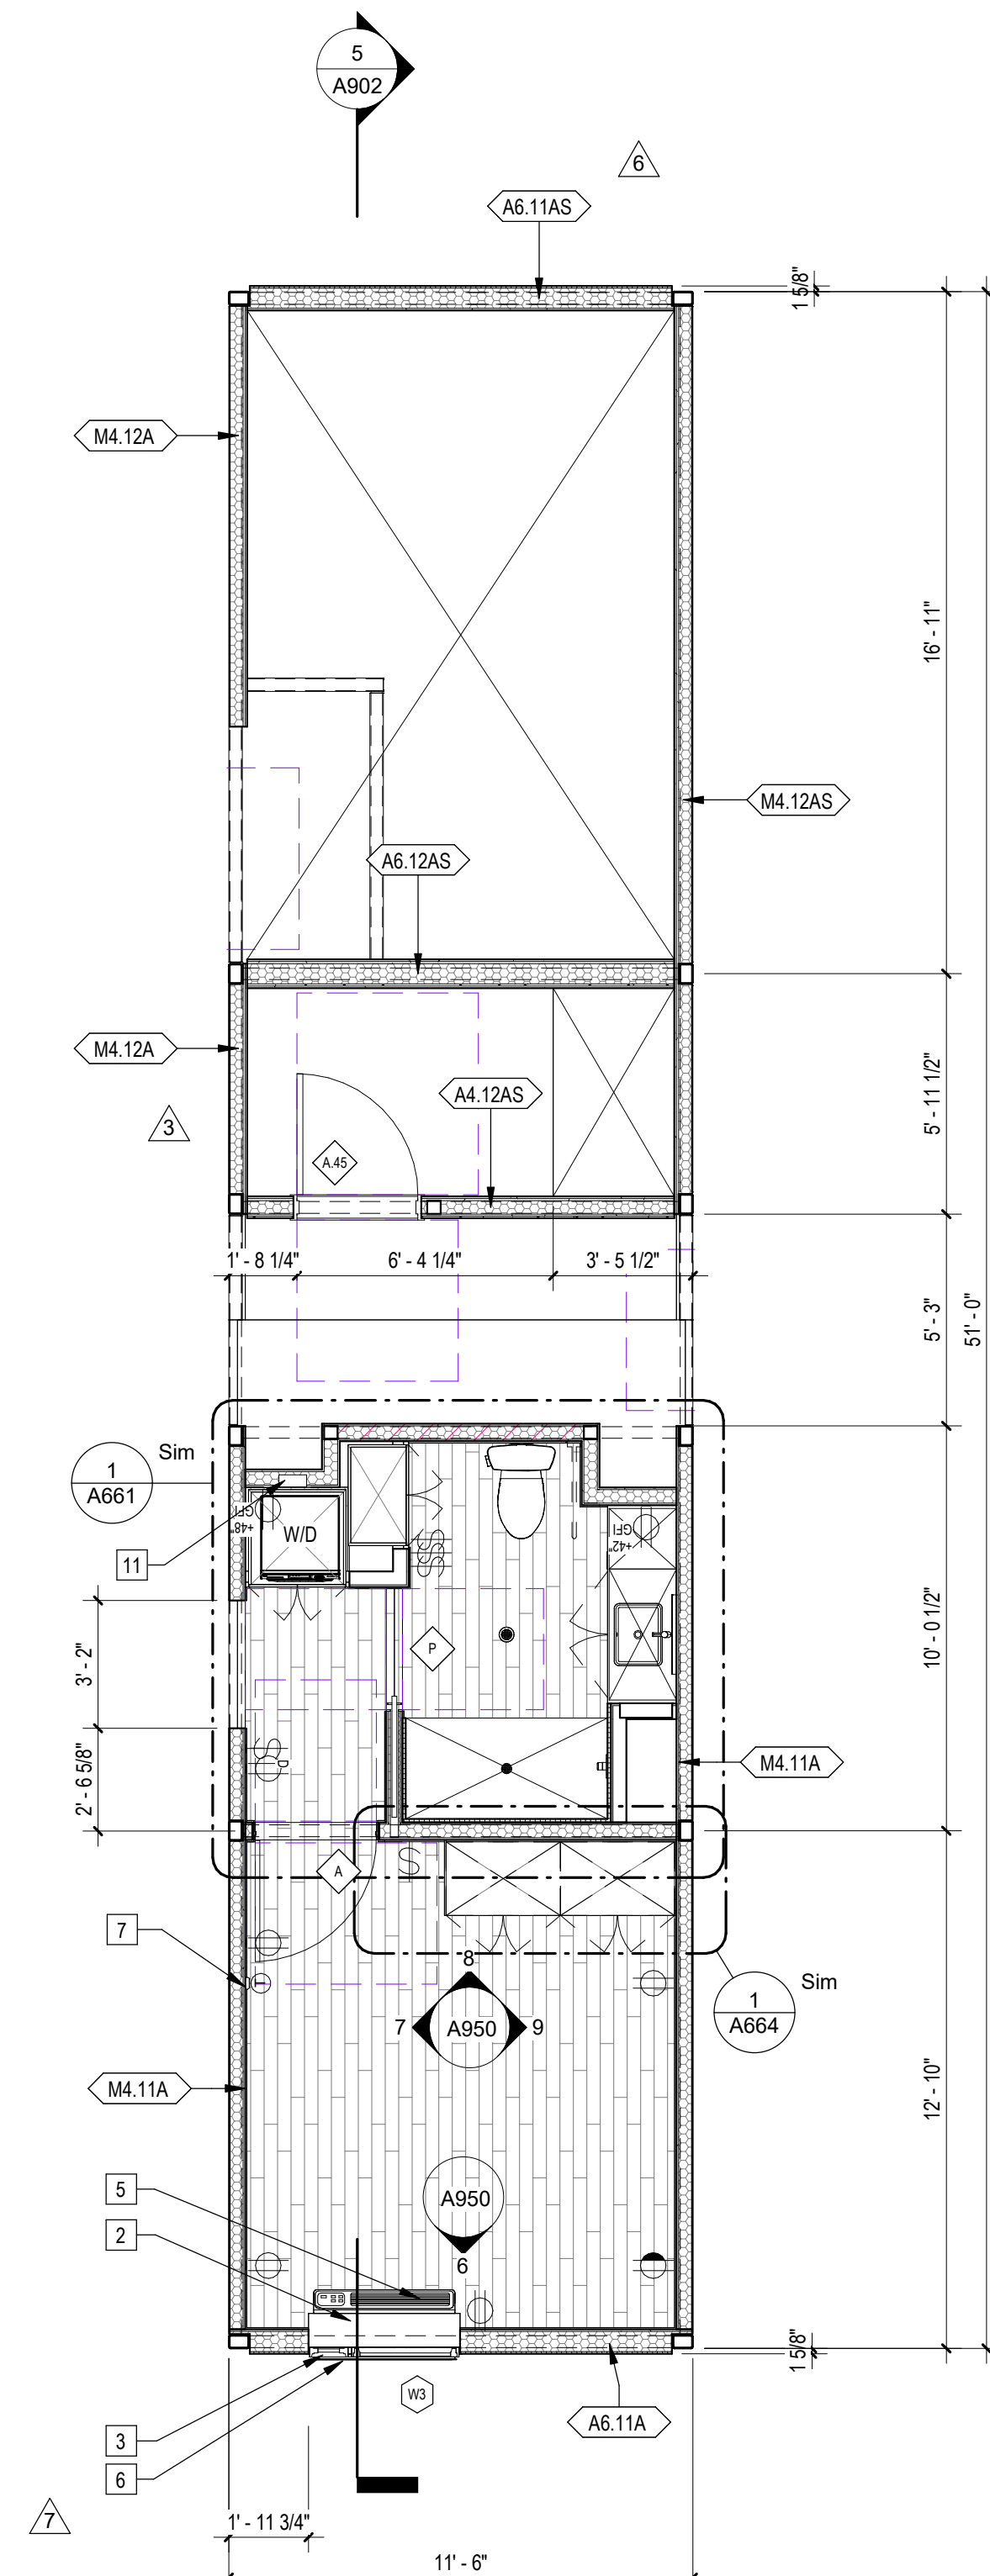 5
A902
6
A6.11AS
1 5/8"
M4.12A
16' - 11"
M4.12AS
A6.12AS
M4.12A
A4.12AS
3
A.45
5' - 11 1/2"
1' - 8 1/4"
6' - 4 1/4"
3' - 5 1/2"
5' - 3"
51' - 0"
Sim
1
A661
GFI
+48"
W/D
GFI
+42"
11
P
3' - 2"
10' - 0 1/2"
2' - 6 5/8"
S
D
M4.11A
A
S
7
T
8
7
A950
9
Sim
1
A664
M4.11A
12' - 10"
5
A950
2
6
1 5/8"
W3
3
A6.11A
6
7
1' - 11 3/4"
11' - 6"